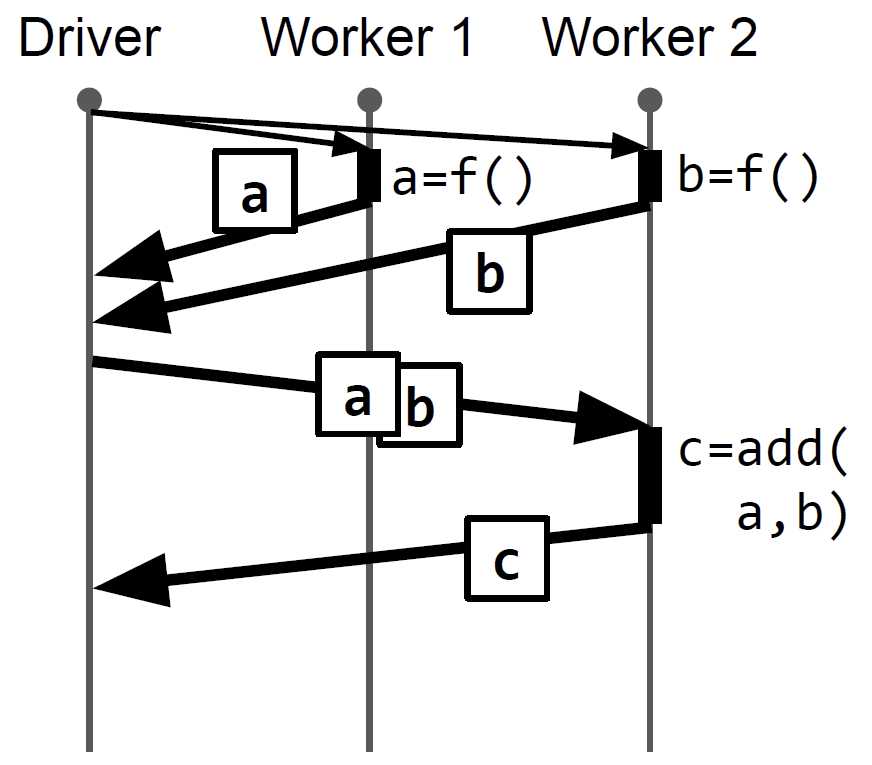 Driver Worker 1 Worker 2
a
a=f()
b=f()
b
a
b
c=add(
a,b)
c